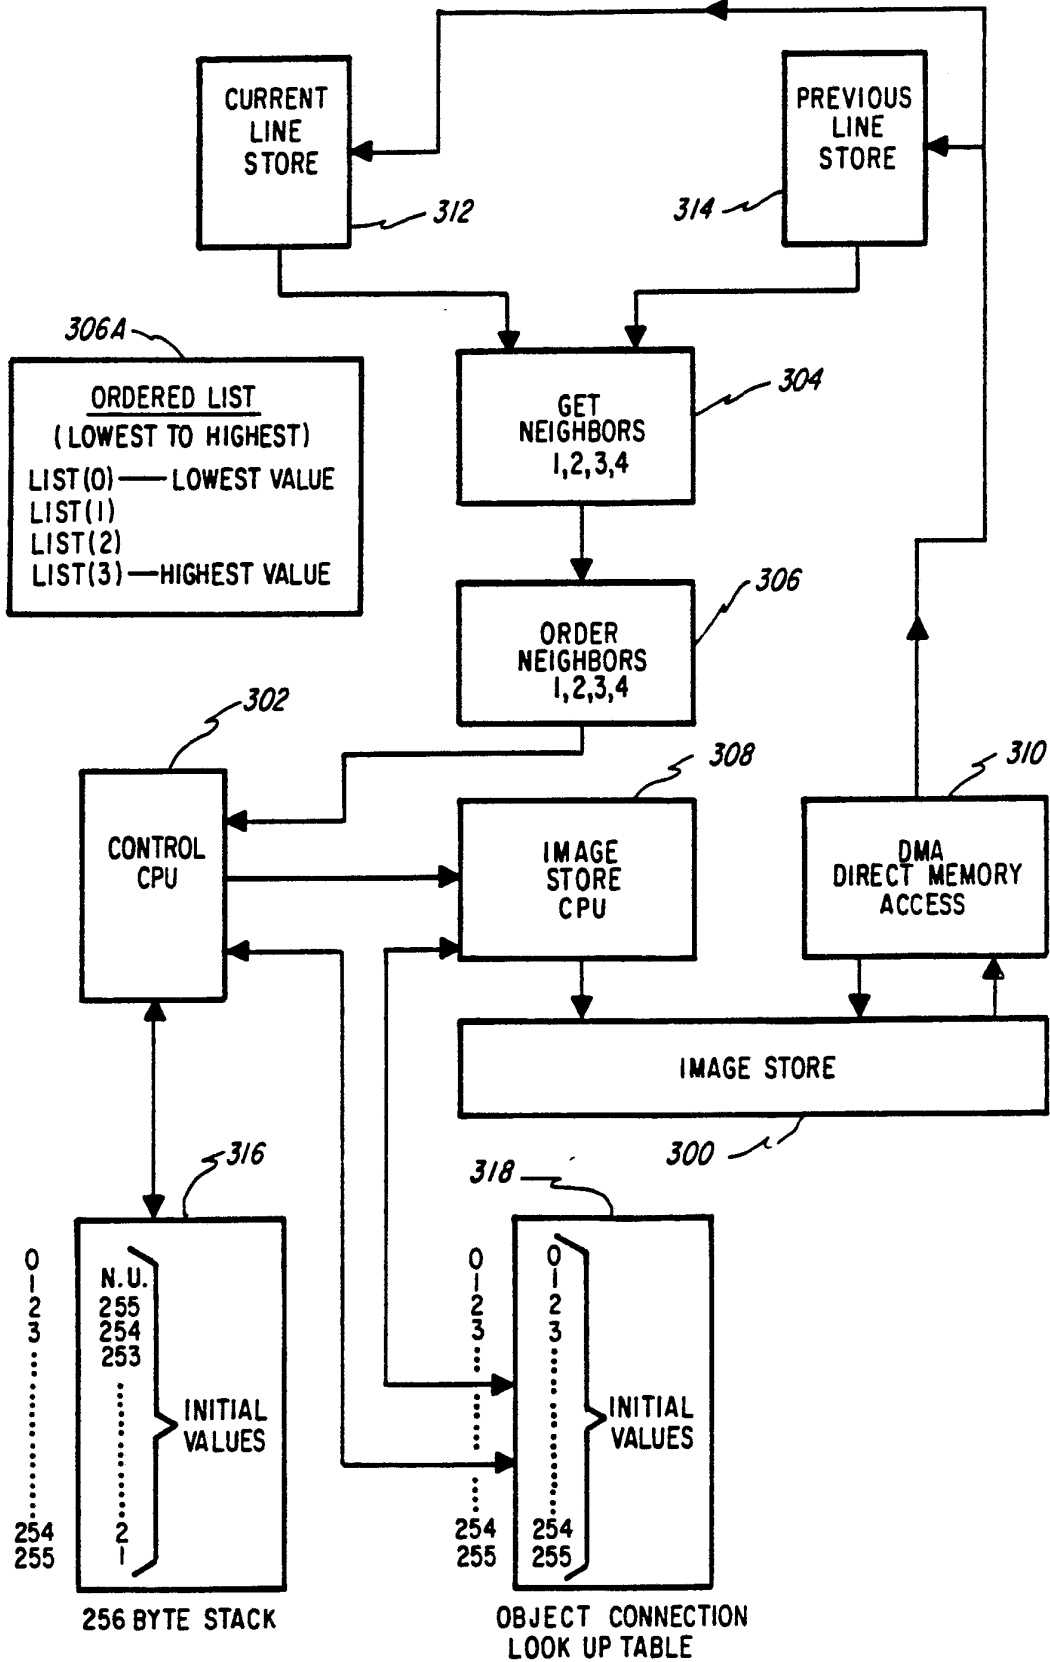 CURRENT
LINE
STORE
312
PREVIOUS
LINE
STORE
314
306A
ORDERED LIST
(LOWEST TO HIGHEST)
LIST(0)—LOWEST VALUE
LIST(1)
LIST(2)
LIST(3)—HIGHEST VALUE
GET
NEIGHBORS
1,2,3,4
304
ORDER
NEIGHBORS
1,2,3,4
306
302
CONTROL
CPU
308
IMAGE
STORE
CPU
310
DMA
DIRECT MEMORY
ACCESS
IMAGE STORE
300
316
0
1
2
3
254
255
N.U.
255
254
253
2
1
INITIAL
VALUES
256 BYTE STACK
318
0
1
2
3
254
255
0
1
2
3
254
255
INITIAL
VALUES
OBJECT CONNECTION
LOOK UP TABLE